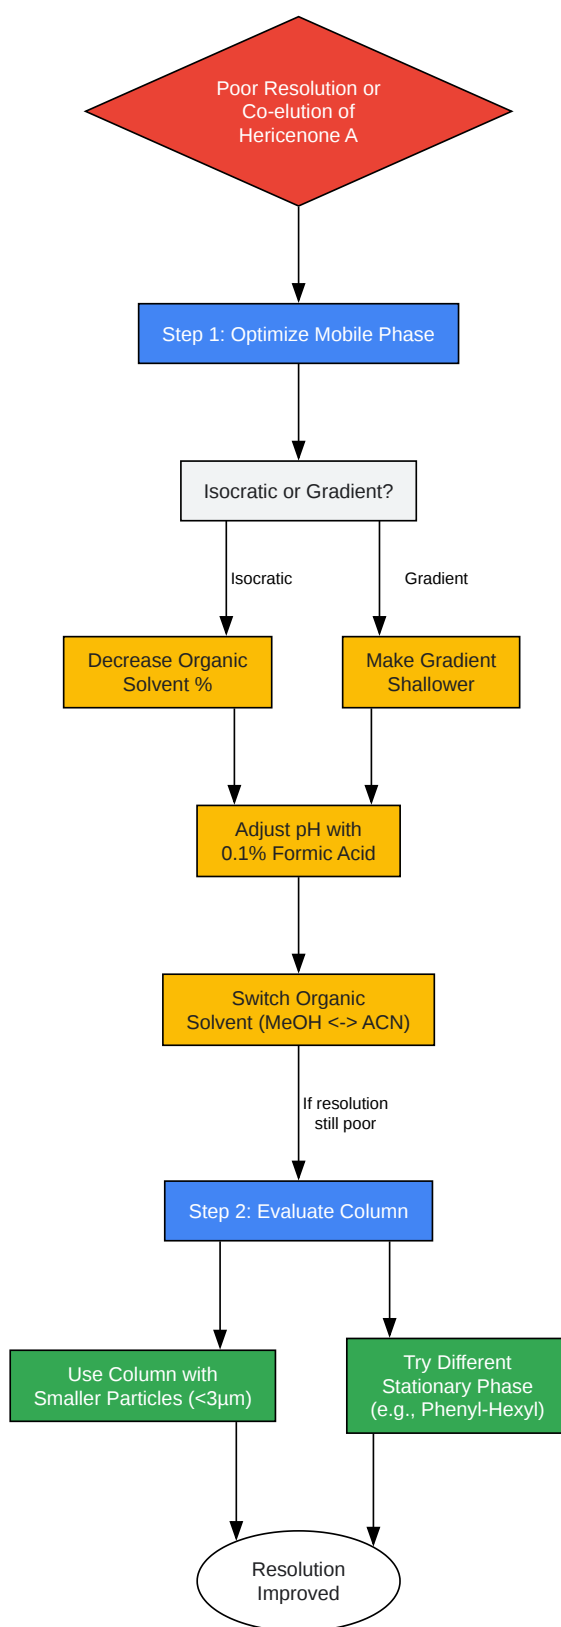 Poor Resolution or
Co-elution of
Hericenone A
Step 1: Optimize Mobile Phase
Isocratic or Gradient?
Isocratic
Gradient
Decrease Organic
Solvent %
Make Gradient
Shallower
Adjust pH with
0.1% Formic Acid
Switch Organic
Solvent (MeOH <-> ACN)
If resolution
still poor
Step 2: Evaluate Column
Use Column with
Smaller Particles (<3µm)
Try Different
Stationary Phase
(e.g., Phenyl-Hexyl)
Resolution
Improved